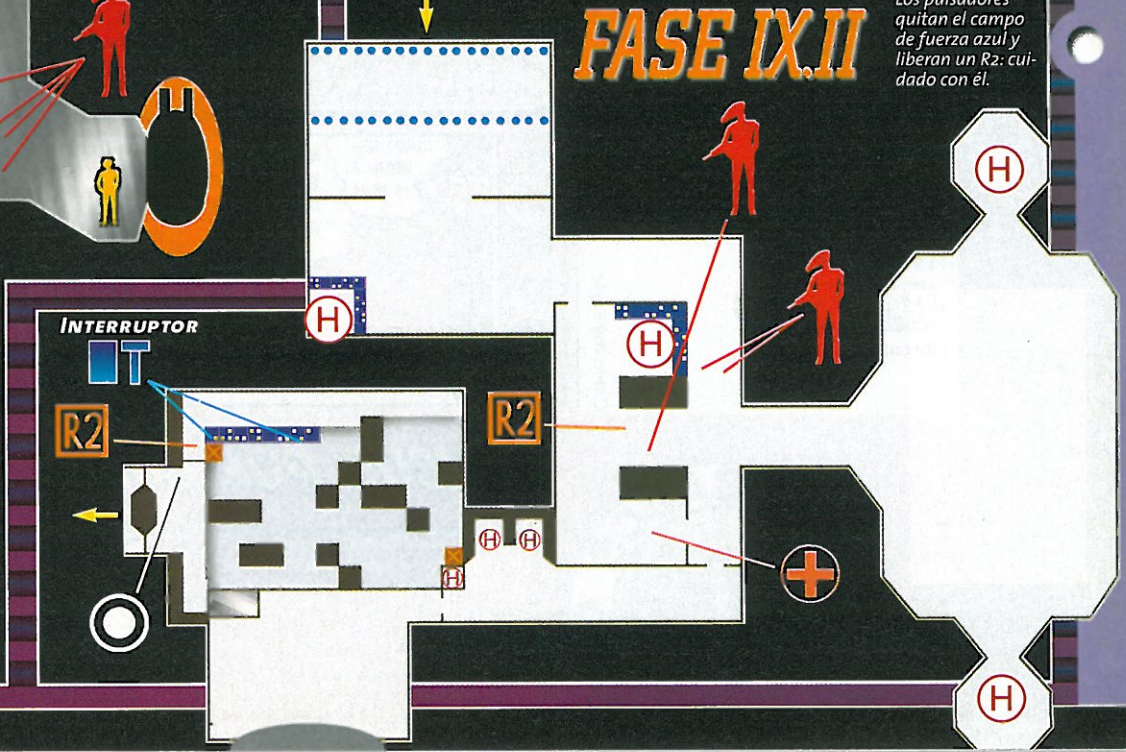 Los pulsadores
quitan el campo
de fuerza azul y
liberan un R2: cui-
dado con él.
FASE IX.II
H
H
H
INTERRUPTOR
R2
R2
H
H
H
H